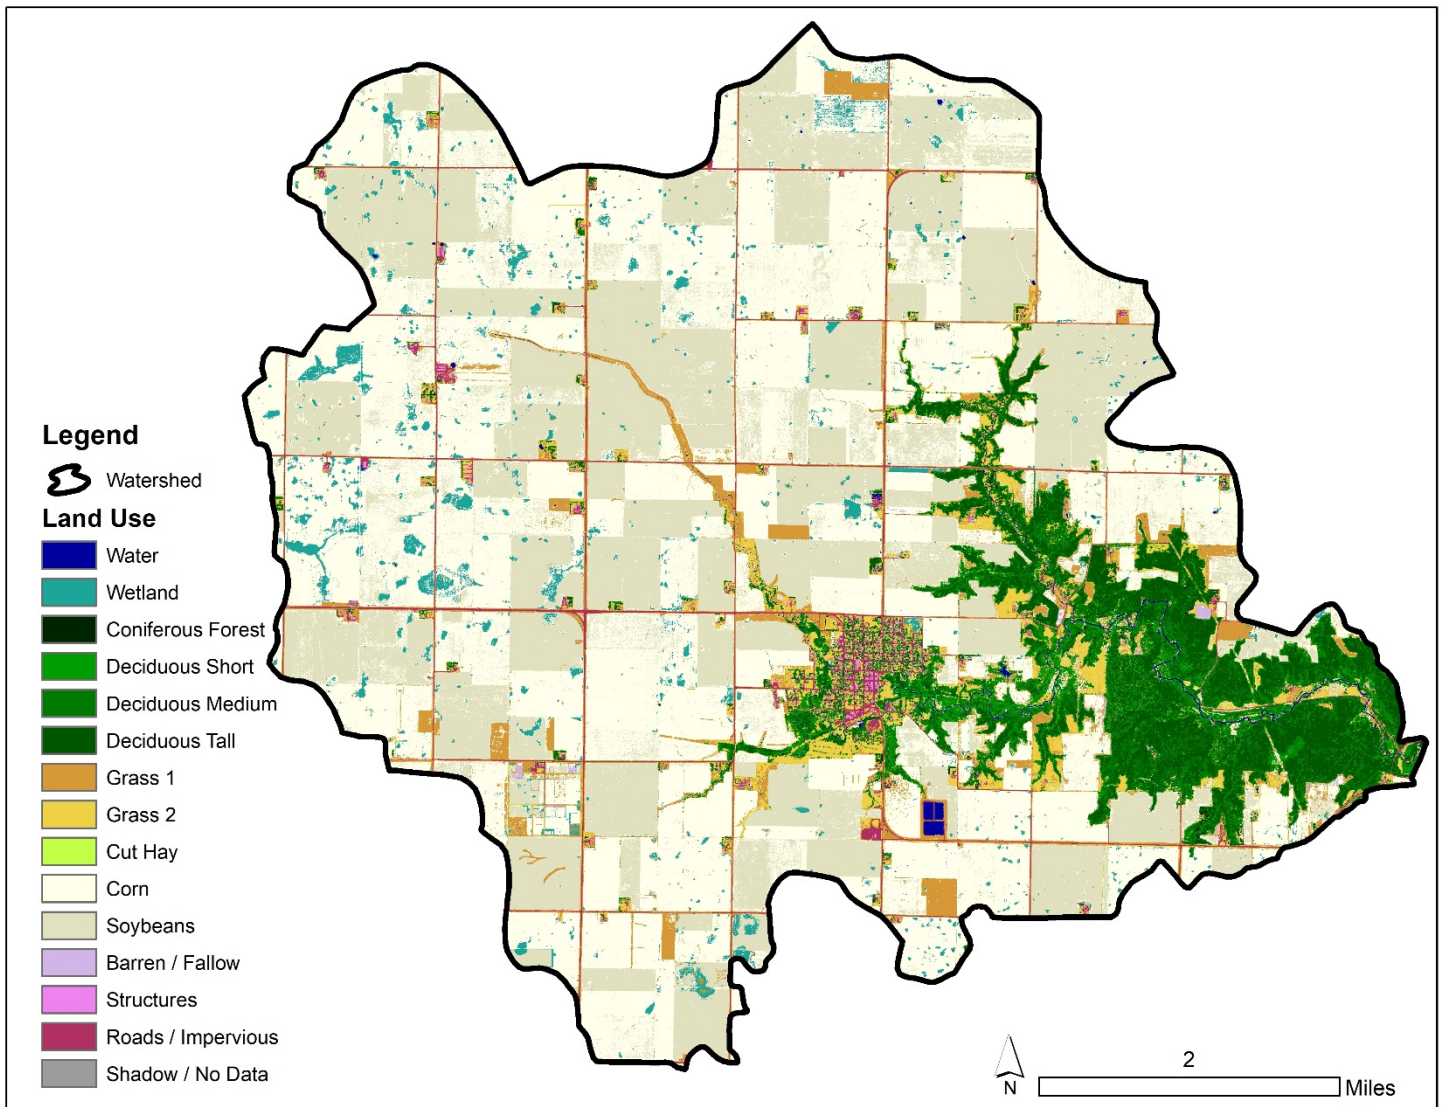 Legend
Watershed
Land Use
Water
Wetland
Coniferous Forest
Deciduous Short
Deciduous Medium
Deciduous Tall
Grass 1
Grass 2
Cut Hay
Corn
Soybeans
Barren / Fallow
Structures
Roads / Impervious
Shadow / No Data
N
2
Miles